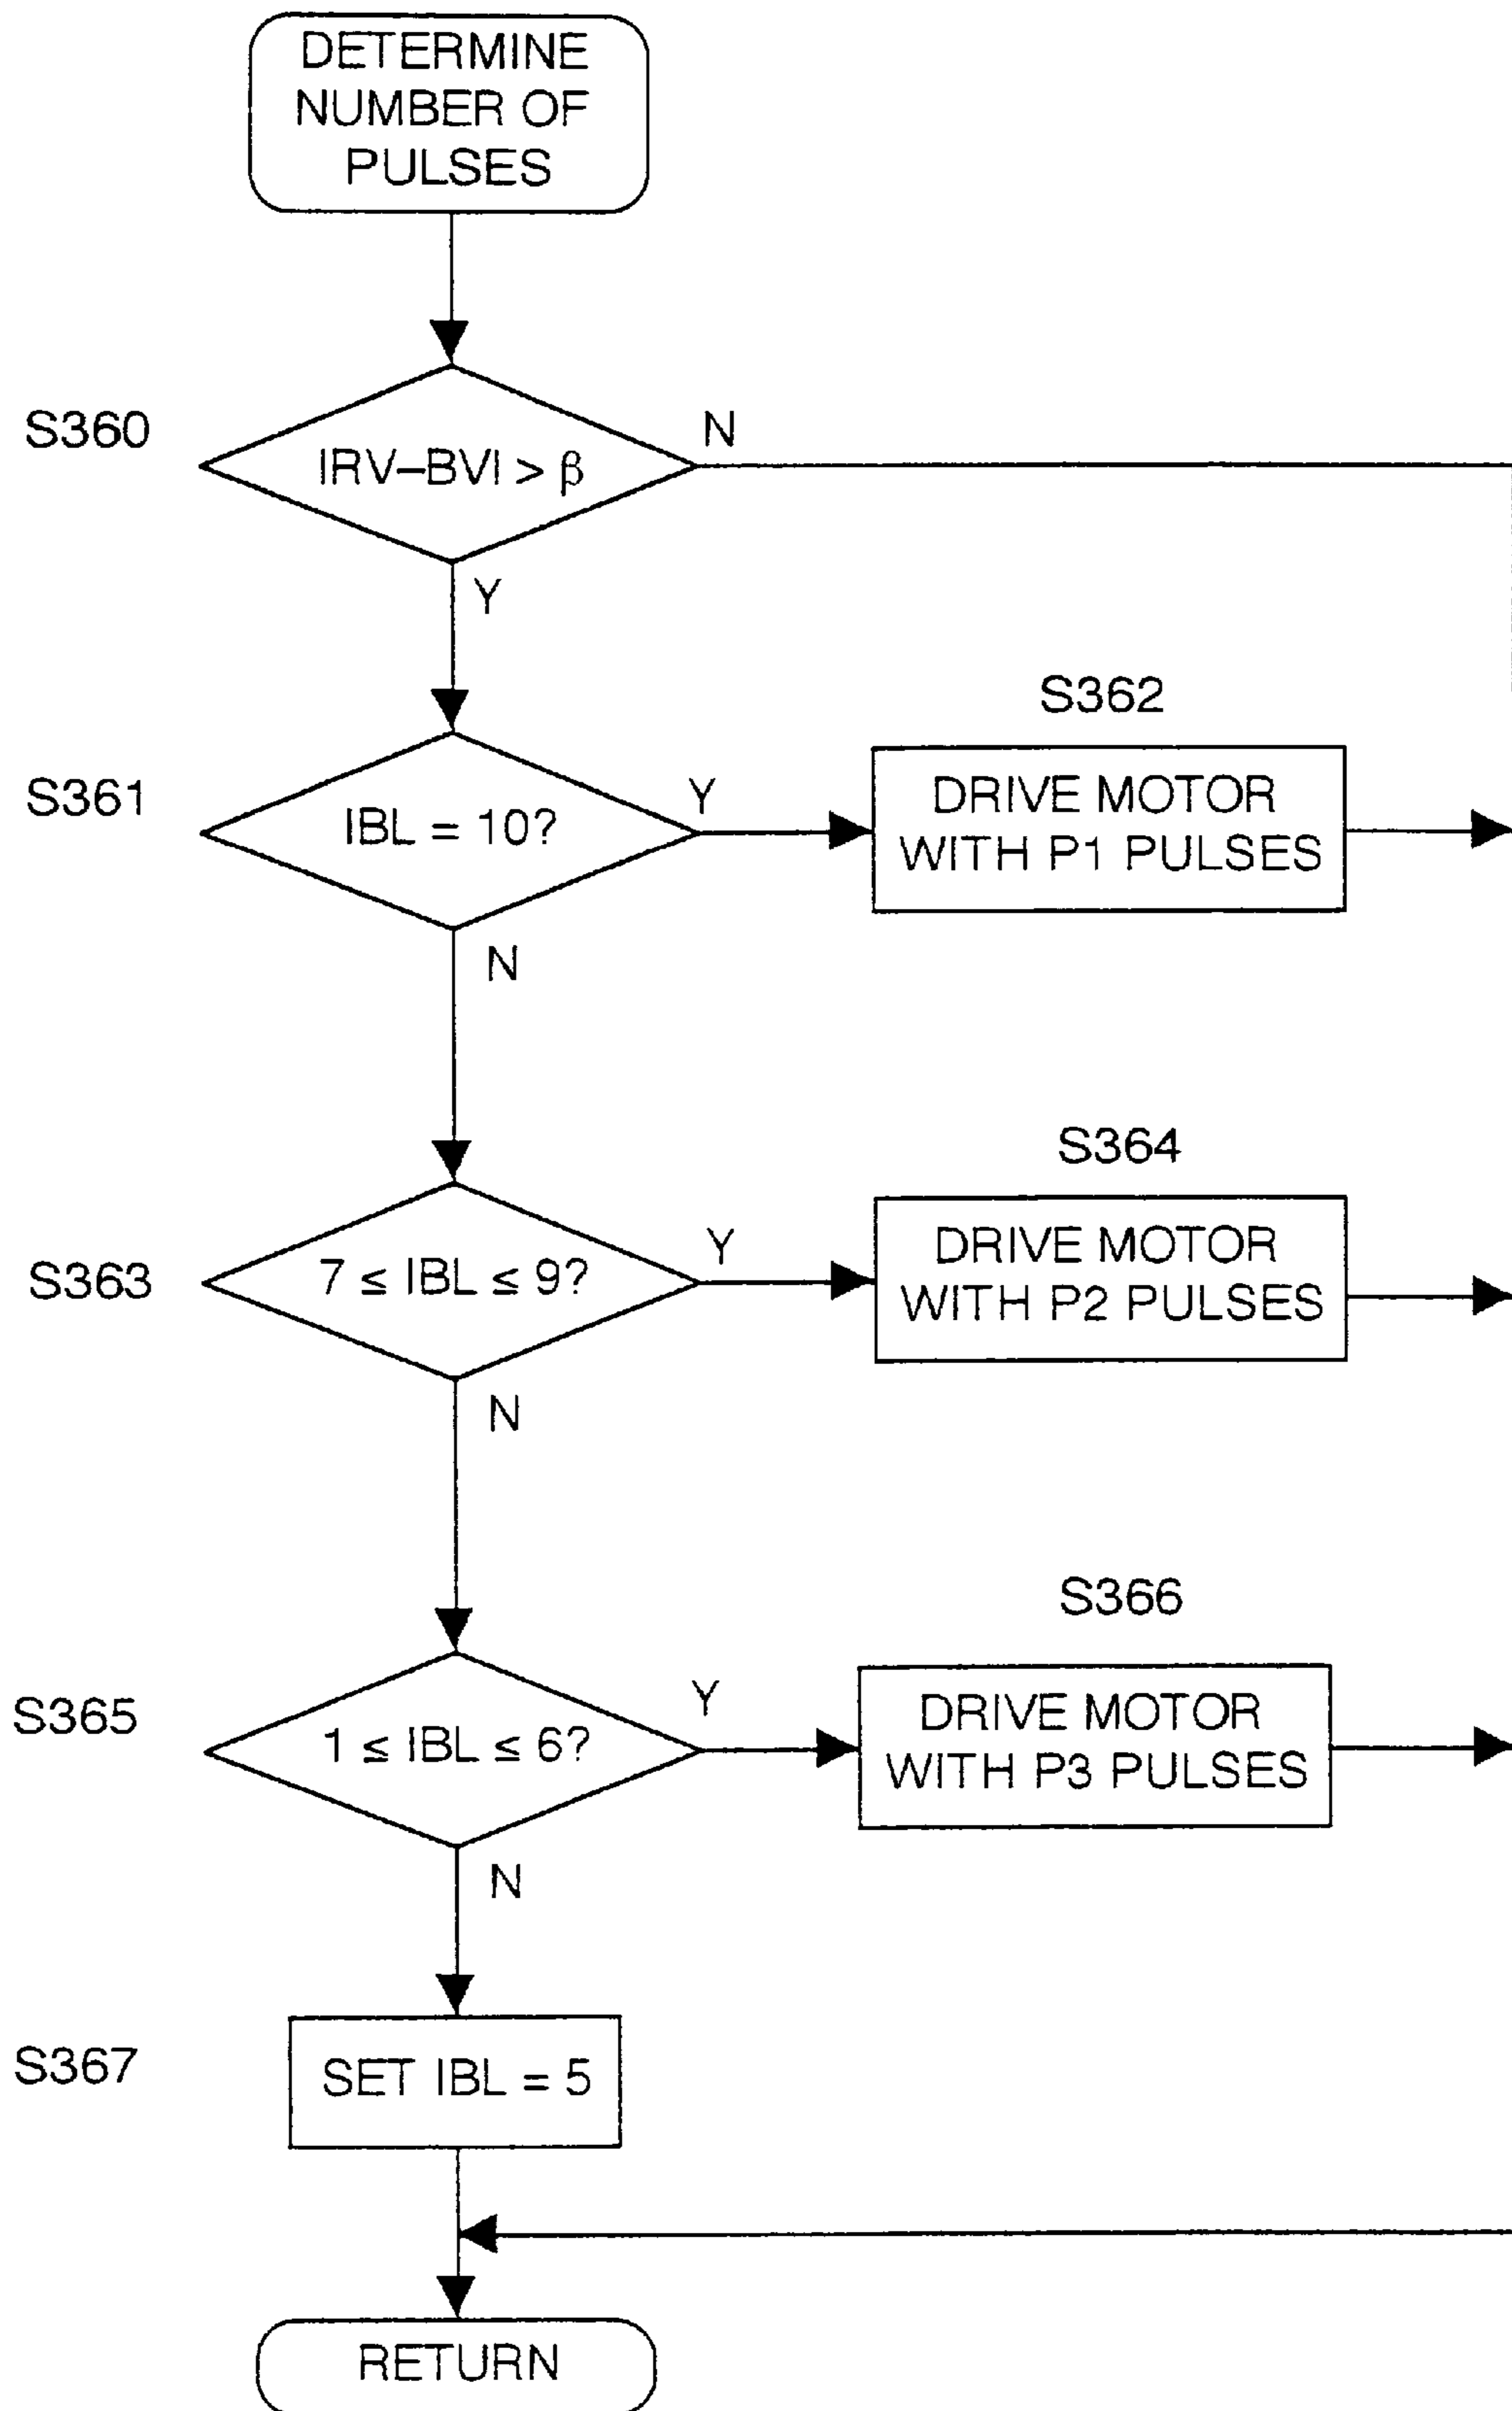 DETERMINE
NUMBER OF
PULSES
S360
IRV–BVI > β
N
Y
S361
IBL = 10?
Y
S362
DRIVE MOTOR
WITH P1 PULSES
N
S363
7 ≤ IBL ≤ 9?
Y
S364
DRIVE MOTOR
WITH P2 PULSES
N
S365
1 ≤ IBL ≤ 6?
Y
S366
DRIVE MOTOR
WITH P3 PULSES
N
S367
SET IBL = 5
RETURN